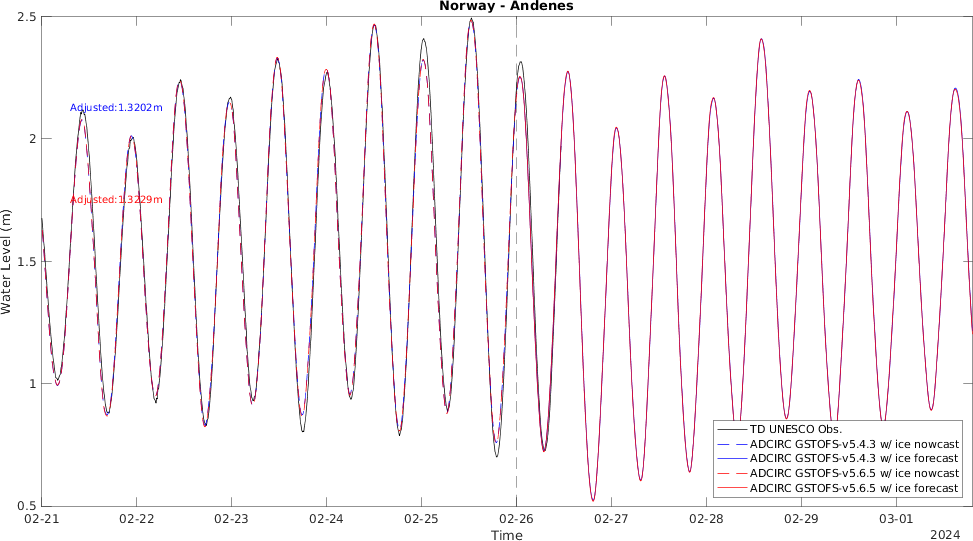 Norway - Andenes
2.5
2
1.5
1
0.5
Water Level (m)
Adjusted:1.3202m
Adjusted:1.3229m
TD UNESCO Obs.
ADCIRC GSTOFS-v5.4.3 w/ ice nowcast
ADCIRC GSTOFS-v5.4.3 w/ ice forecast
ADCIRC GSTOFS-v5.6.5 w/ ice nowcast
ADCIRC GSTOFS-v5.6.5 w/ ice forecast
02-21 02-22 02-23 02-24 02-25 02-26 02-27 02-28 02-29 03-01
Time
2024